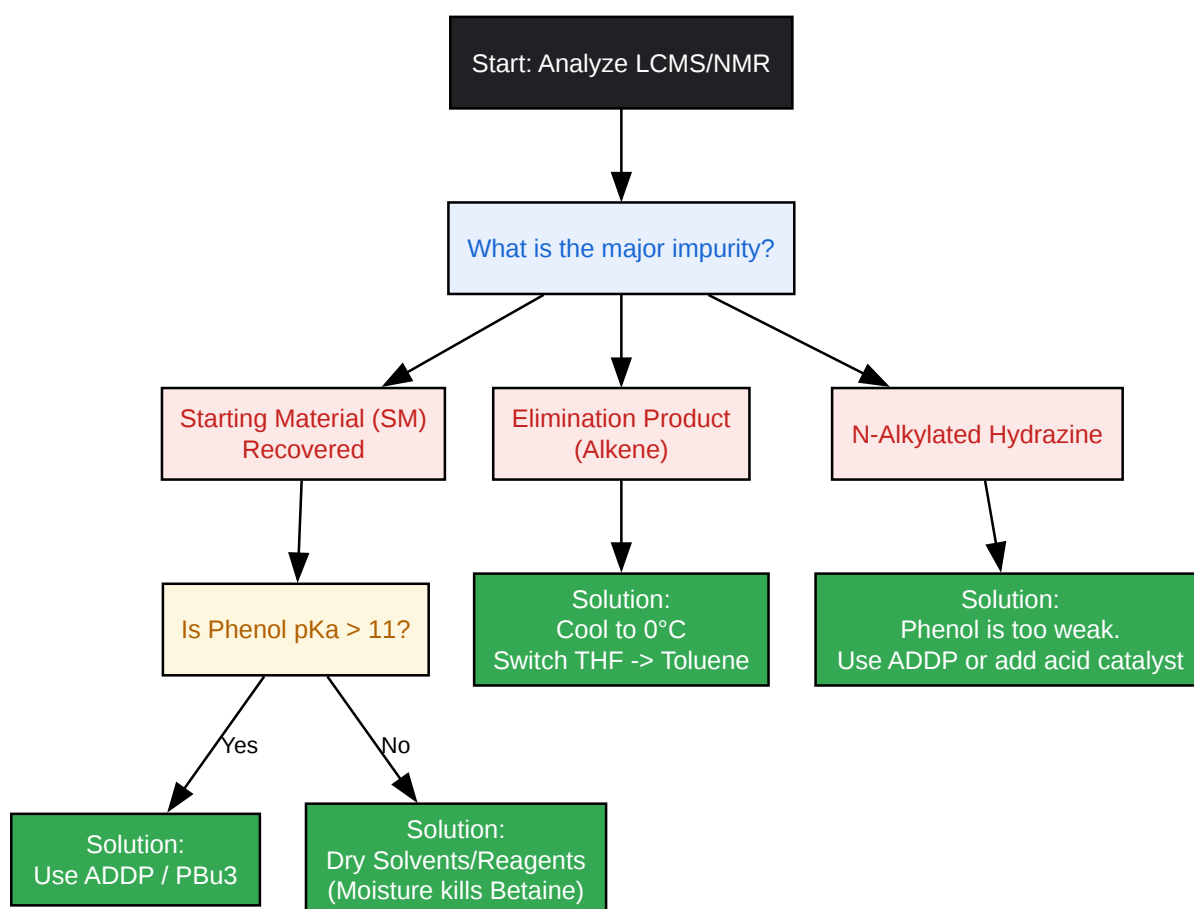 Start: Analyze LCMS/NMR
What is the major impurity?
Starting Material (SM)
Recovered
Elimination Product
(Alkene)
N-Alkylated Hydrazine
Is Phenol pKa > 11?
Solution:
Cool to 0°C
Switch THF -> Toluene
Solution:
Phenol is too weak.
Use ADDP or add acid catalyst
Yes
No
Solution:
Use ADDP / PBu3
Solution:
Dry Solvents/Reagents
(Moisture kills Betaine)